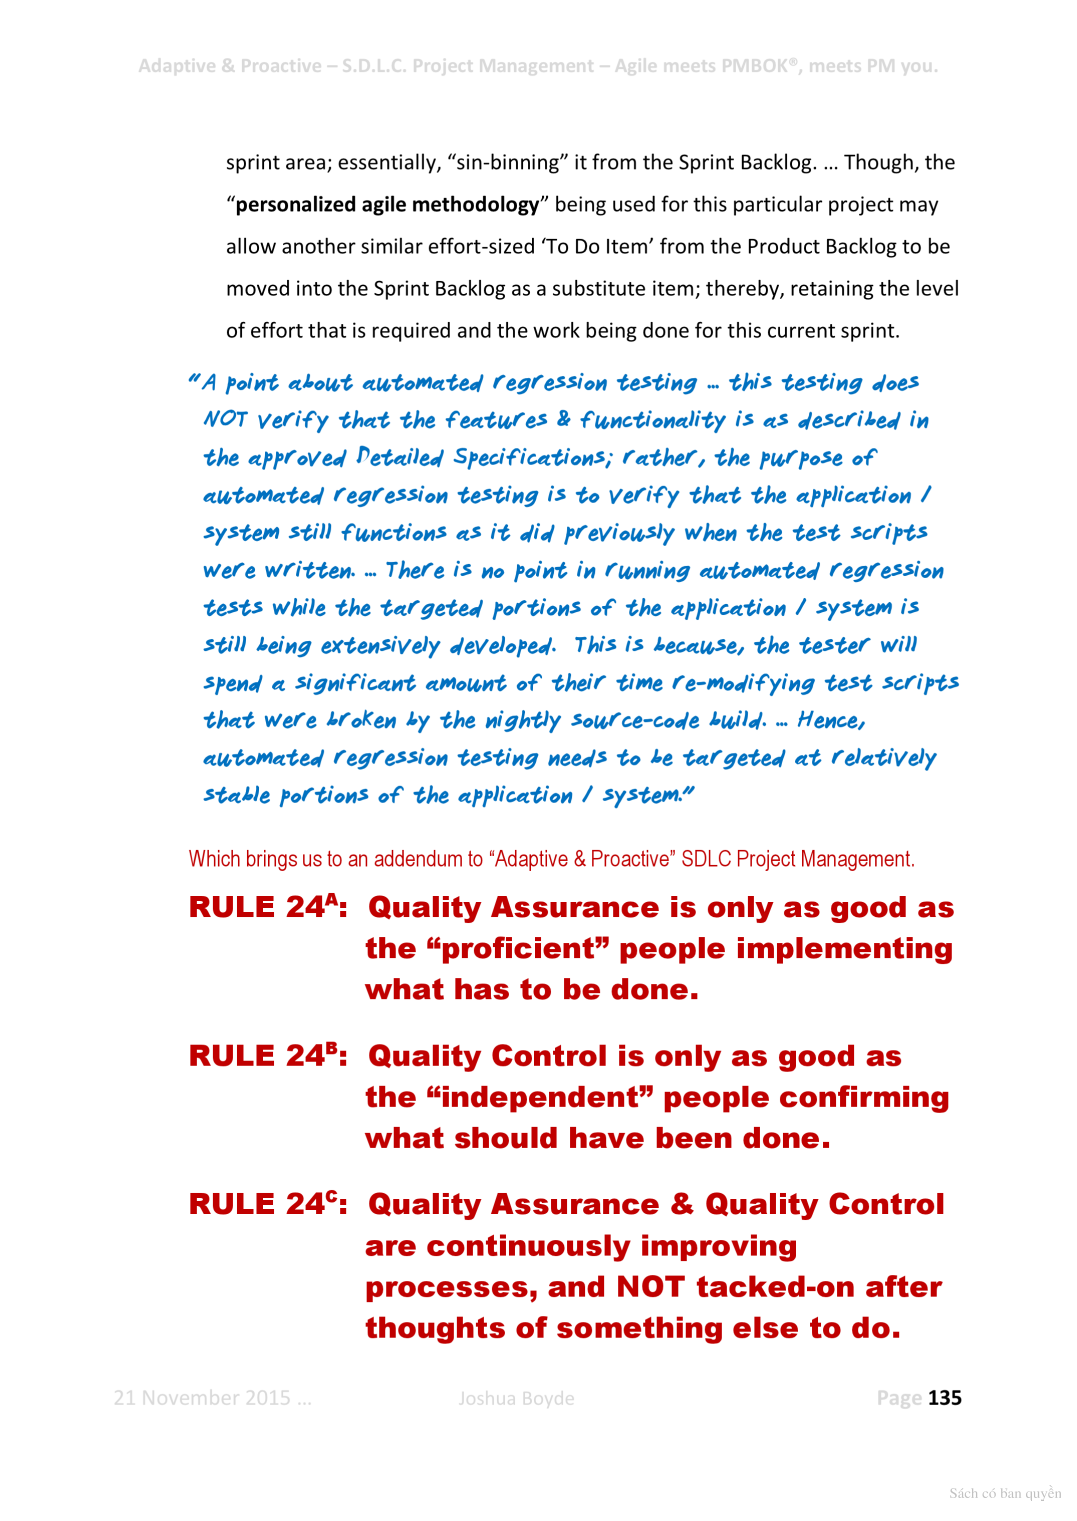 Adaptive & Proactive – S.D.L.C. Project Management – Agile meets PMBOK®, meets PM you.
sprint area; essentially, “sin-binning” it from the Sprint Backlog. ... Though, the
“personalized agile methodology” being used for this particular project may
allow another similar effort-sized ‘To Do Item’ from the Product Backlog to be
moved into the Sprint Backlog as a substitute item; thereby, retaining the level
of effort that is required and the work being done for this current sprint.
“A point about automated regression testing ... this testing does
NOT verify that the features & functionality is as described in
the approved Detailed Specifications; rather, the purpose of
automated regression testing is to verify that the application /
system still functions as it did previously when the test scripts
were written. ... There is no point in running automated regression
tests while the targeted portions of the application / system is
still being extensively developed. This is because, the tester will
spend a significant amount of their time re-modifying test scripts
that were broken by the nightly source-code build. ... Hence,
automated regression testing needs to be targeted at relatively
stable portions of the application / system.”
Which brings us to an addendum to “Adaptive & Proactive” SDLC Project Management.
RULE 24A: Quality Assurance is only as good as
the “proficient” people implementing
what has to be done.
RULE 24B: Quality Control is only as good as
the “independent” people confirming
what should have been done.
RULE 24C: Quality Assurance & Quality Control
are continuously improving
processes, and NOT tacked-on after
thoughts of something else to do.
21 November 2015 ... Joshua Boyde Page 135
Sách có bản quyền